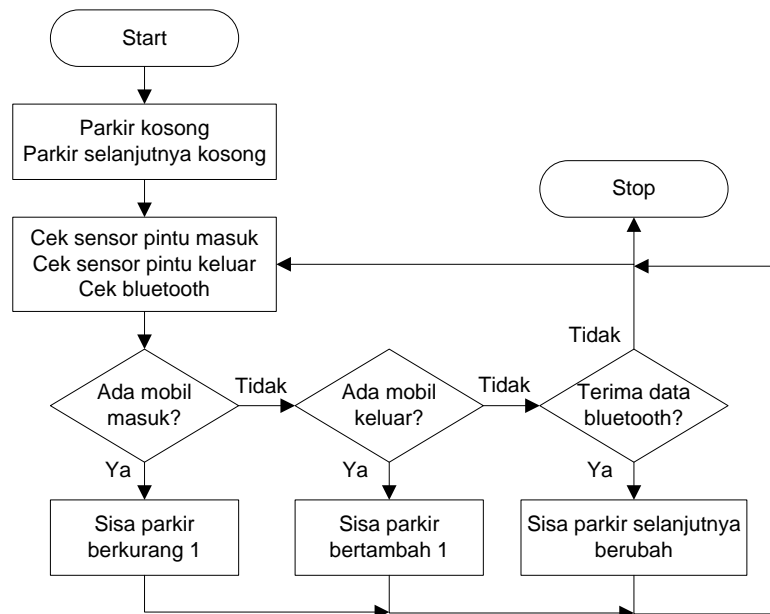 Start
Parkir kosong
Parkir selanjutnya kosong
Stop
Cek sensor pintu masuk
Cek sensor pintu keluar
Cek bluetooth
Ada mobil
masuk?
Tidak
Ada mobil
keluar?
Tidak
Terima data
bluetooth?
Tidak
Ya
Ya
Ya
Sisa parkir
berkurang 1
Sisa parkir
bertambah 1
Sisa parkir selanjutnya
berubah